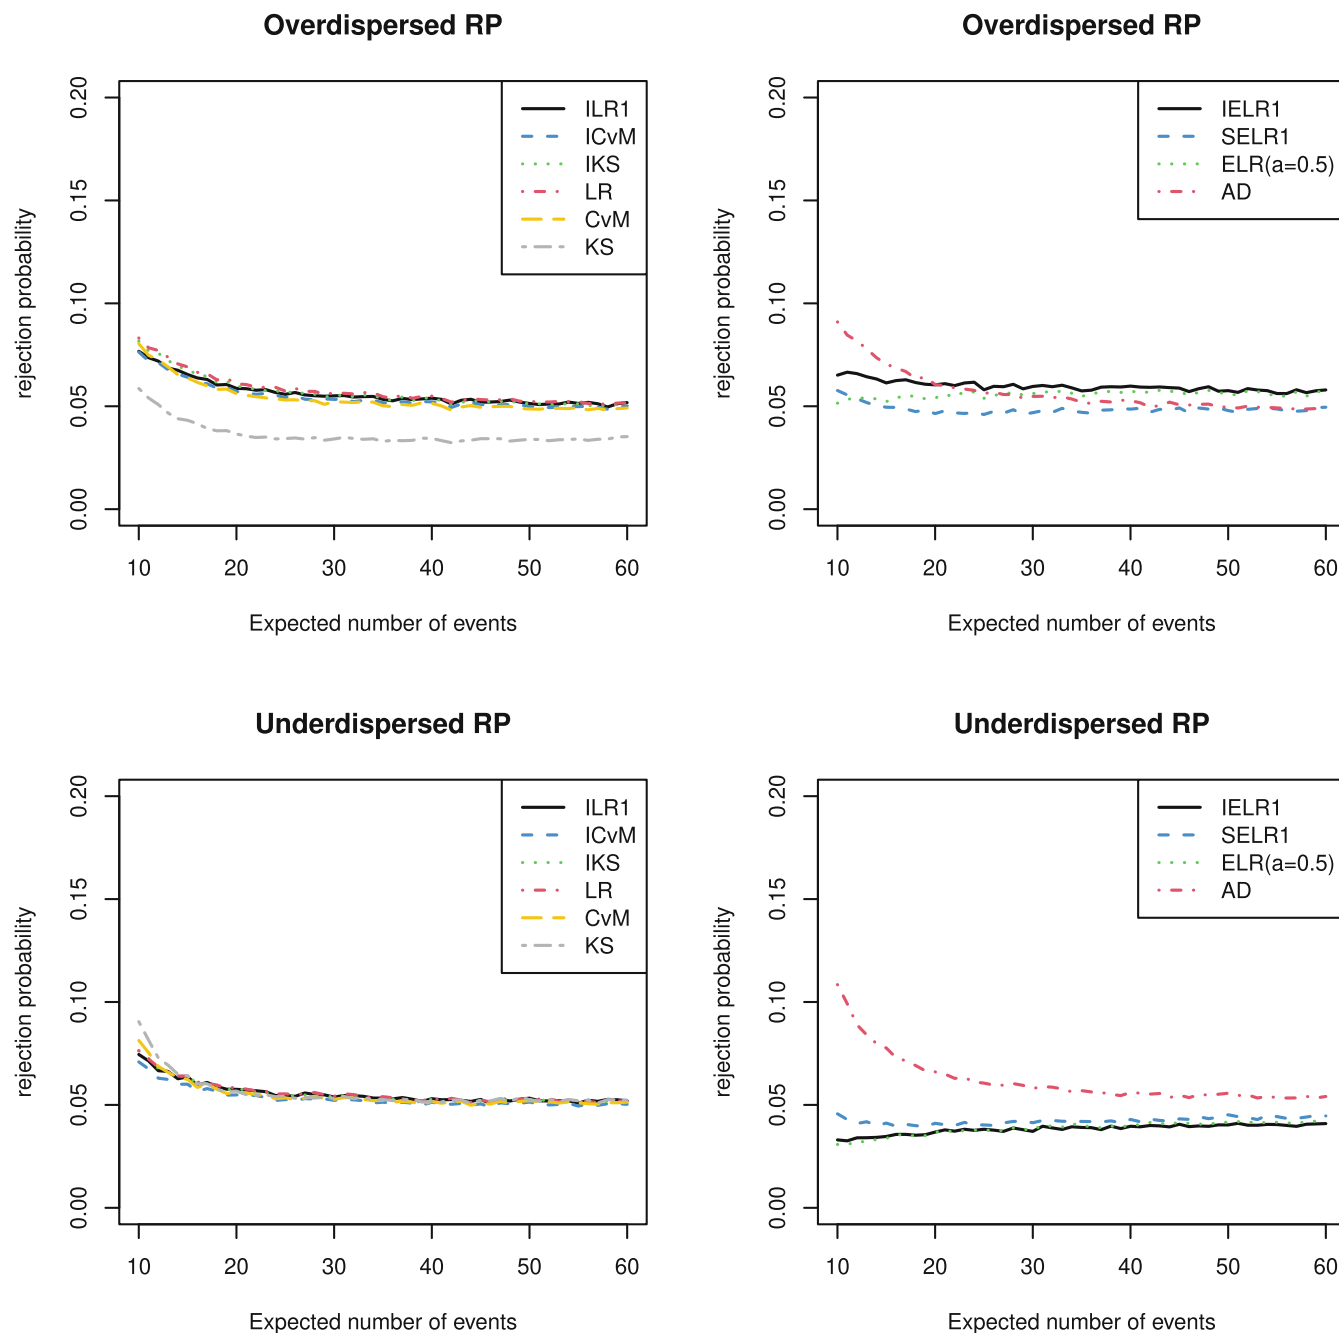 Overdispersed RP
rejection probability
0.00 0.05 0.10 0.15 0.20
ILR1
ICvM
IKS
LR
CvM
KS
10 20 30 40 50 60
Expected number of events
Overdispersed RP
rejection probability
0.00 0.05 0.10 0.15 0.20
IELR1
SELR1
ELR(a=0.5)
AD
10 20 30 40 50 60
Expected number of events
Underdispersed RP
rejection probability
0.00 0.05 0.10 0.15 0.20
ILR1
ICvM
IKS
LR
CvM
KS
10 20 30 40 50 60
Expected number of events
Underdispersed RP
rejection probability
0.00 0.05 0.10 0.15 0.20
IELR1
SELR1
ELR(a=0.5)
AD
10 20 30 40 50 60
Expected number of events